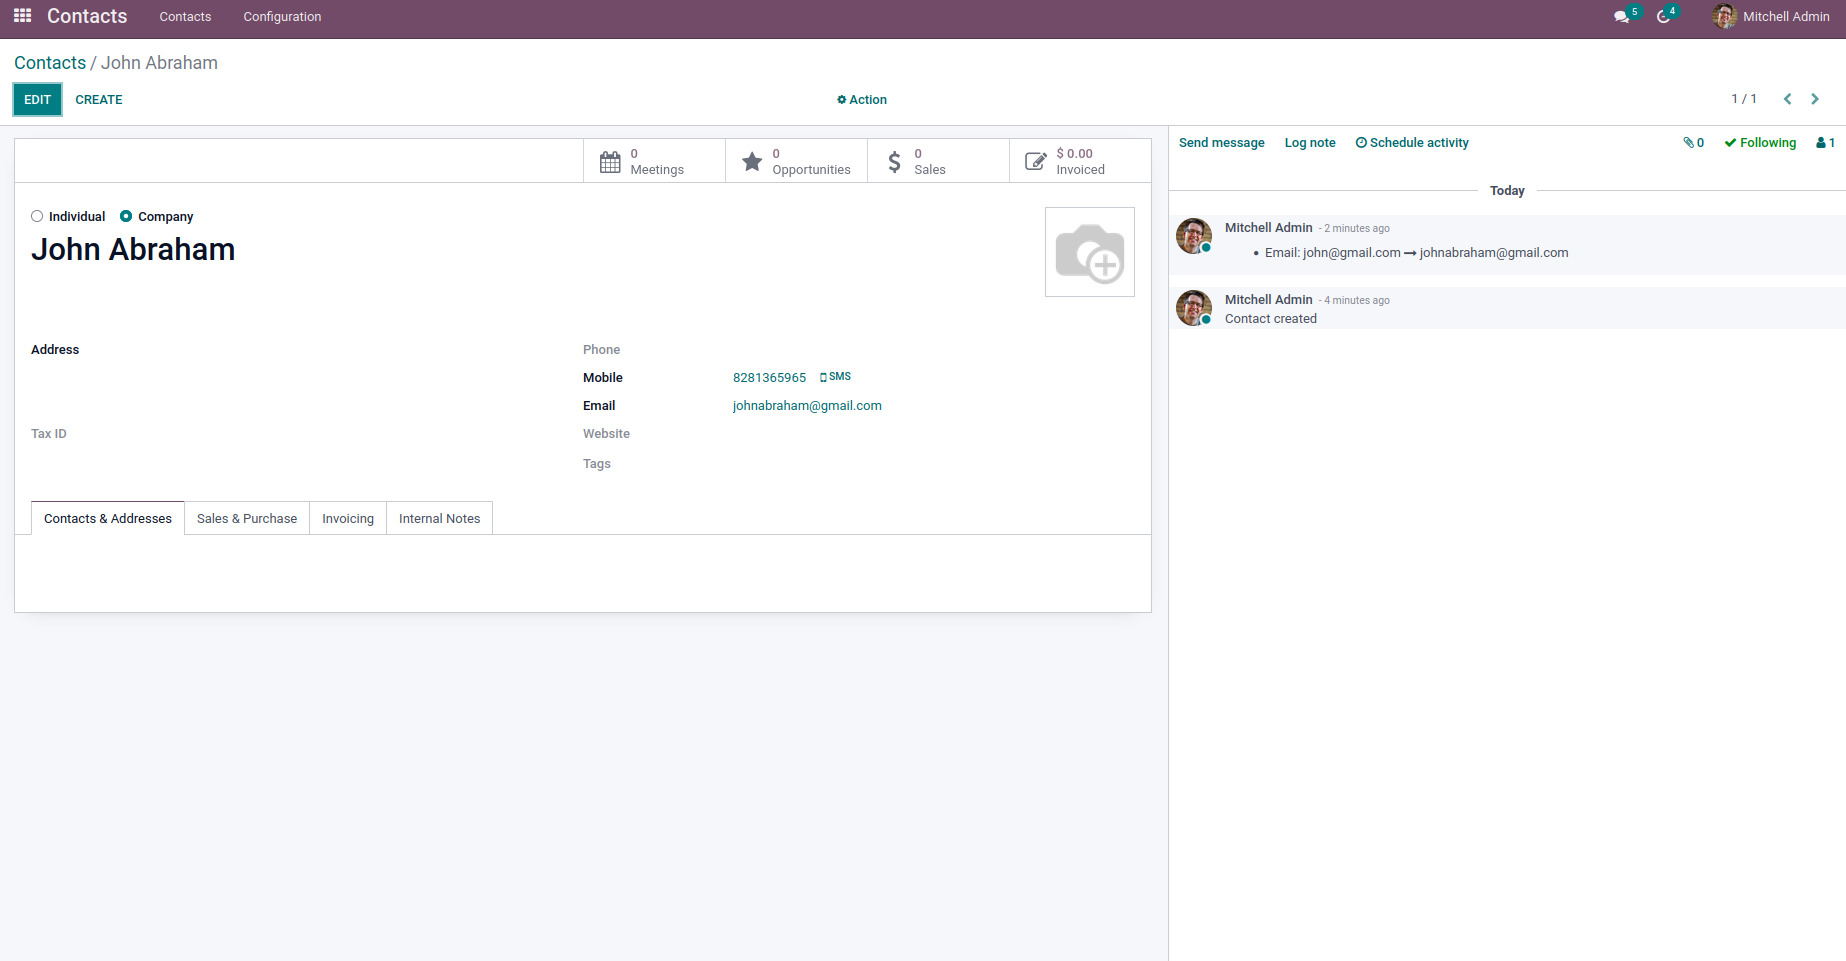 Contacts Contacts Configuration 5 4 Mitchell Admin
Contacts / John Abraham
EDIT CREATE Action 1 / 1
0 Meetings
0 Opportunities
0 Sales
$ 0.00 Invoiced
Individual Company
John Abraham
Address
Tax ID
Phone
Mobile 8281365965 SMS
Email johnabraham@gmail.com
Website
Tags
Contacts & Addresses Sales & Purchase Invoicing Internal Notes
Send message Log note Schedule activity 0 Following 1
Today
Mitchell Admin - 2 minutes ago
• Email: john@gmail.com → johnabraham@gmail.com
Mitchell Admin - 4 minutes ago
Contact created